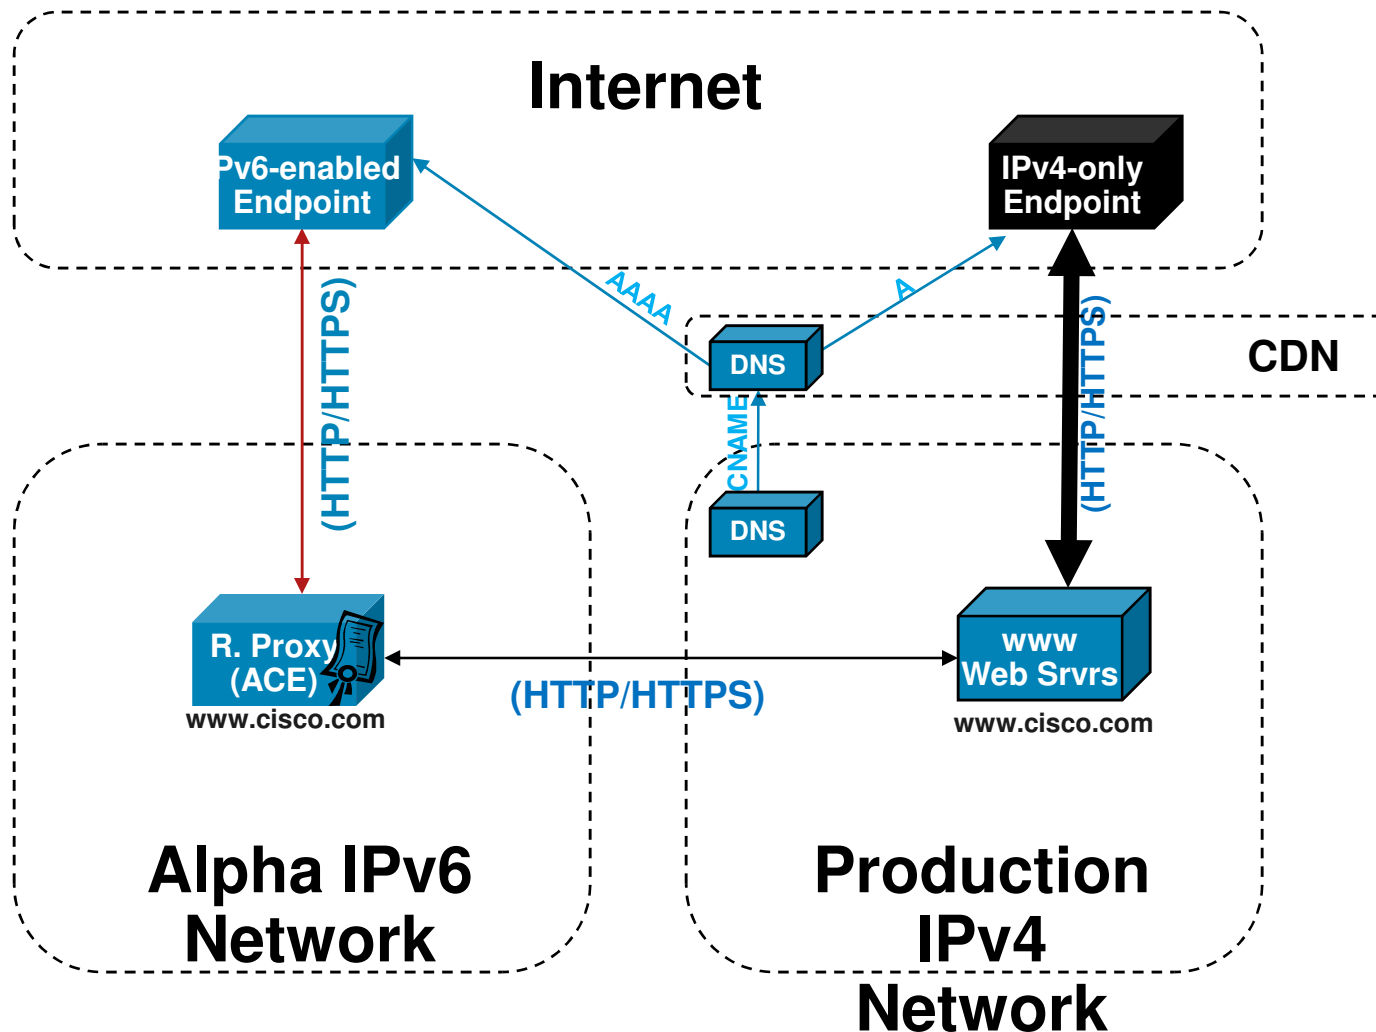 Internet
Pv6-enabled
Endpoint
IPv4-only
Endpoint
AAAA
A
(HTTP/HTTPS)
(HTTP/HTTPS)
DNS
CDN
CNAME
DNS
R. Proxy
(ACE)
www.cisco.com
(HTTP/HTTPS)
www
Web Srvrs
www.cisco.com
Alpha IPv6
Network
Production
IPv4
Network